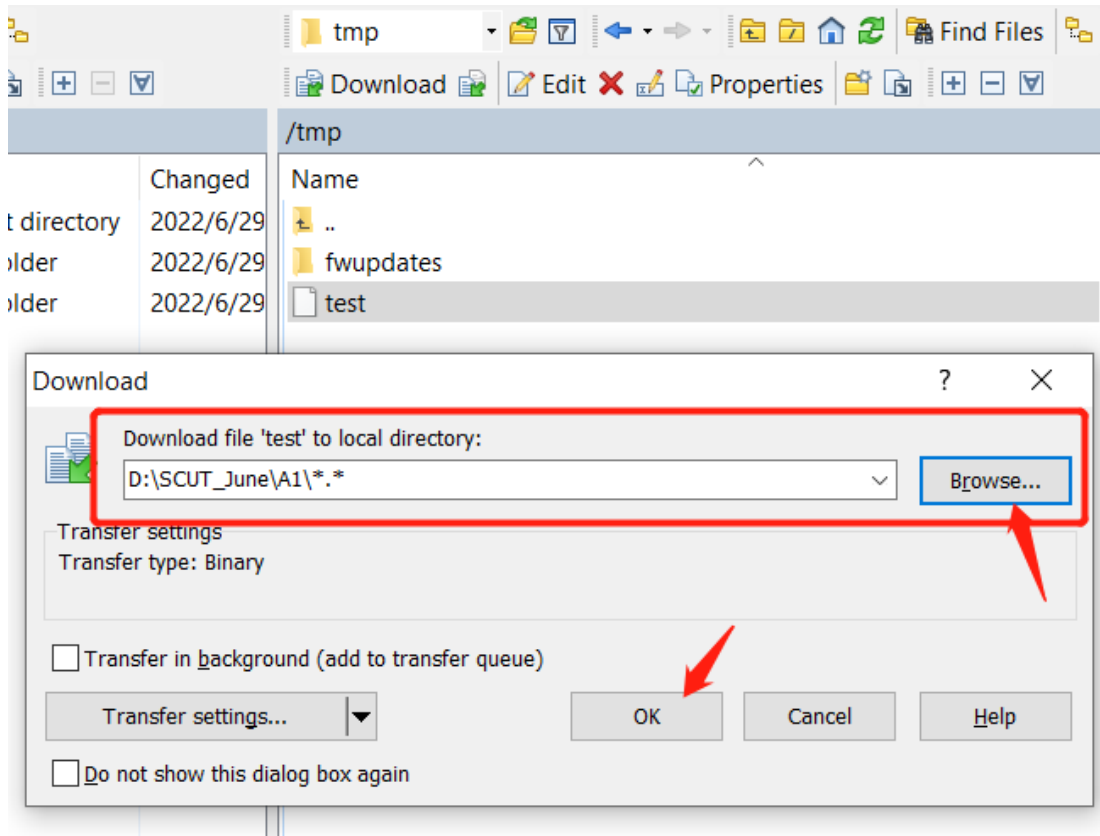 tmp
Find Files
Download
Edit
Properties
/tmp
Changed
Name
t directory
2022/6/29
..
older
2022/6/29
fwupdates
older
2022/6/29
test
Download
?
Download file 'test' to local directory:
D:\SCUT_June\A1\*.*
Browse...
Transfer settings
Transfer type: Binary
Transfer in background (add to transfer queue)
Transfer settings...
OK
Cancel
Help
Do not show this dialog box again